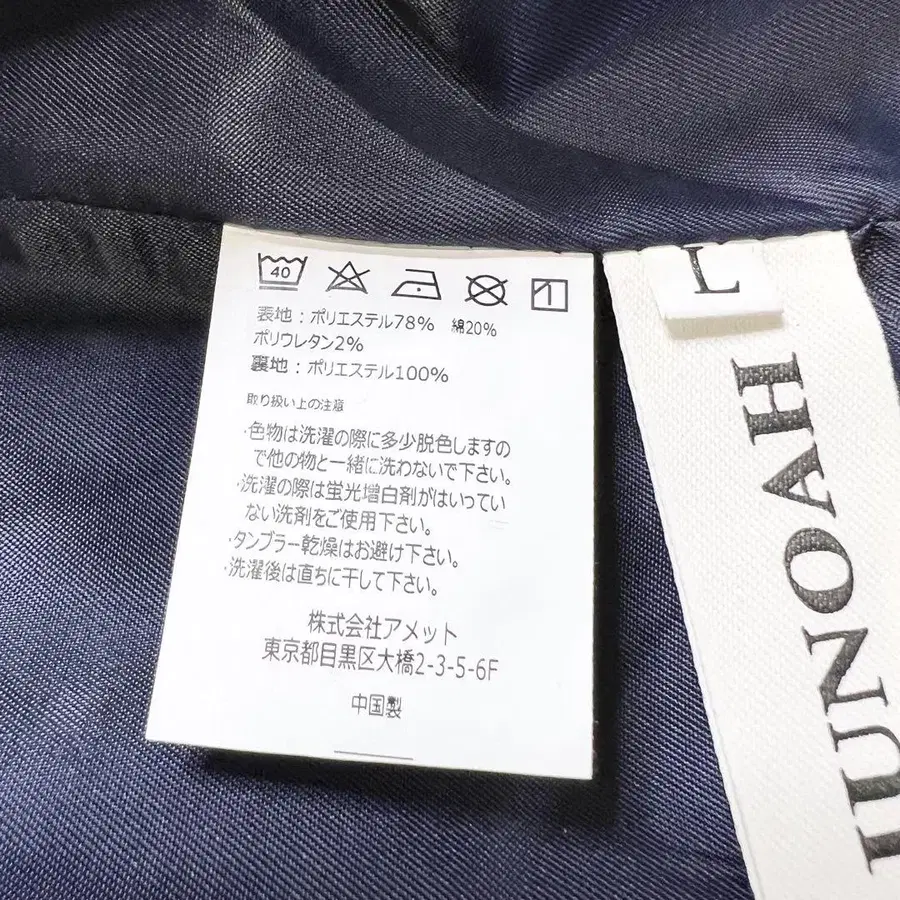 40
表地:ポリエステル78% 綿20%
ポリウレタン2%
裏地:ポリエステル100%
取り扱い上の注意
·色物は洗濯の際に多少脱色しますの
で他の物と一緒に洗わないで下さい。
·洗濯の際は蛍光増白剤がはいってい
ない洗剤をご使用下さい。
·タンブラー乾燥はお避け下さい。
·洗濯後は直ちに干して下さい。
株式会社アメット
東京都目黒区大橋2-3-5-6F
中国製
L
IUNOAH